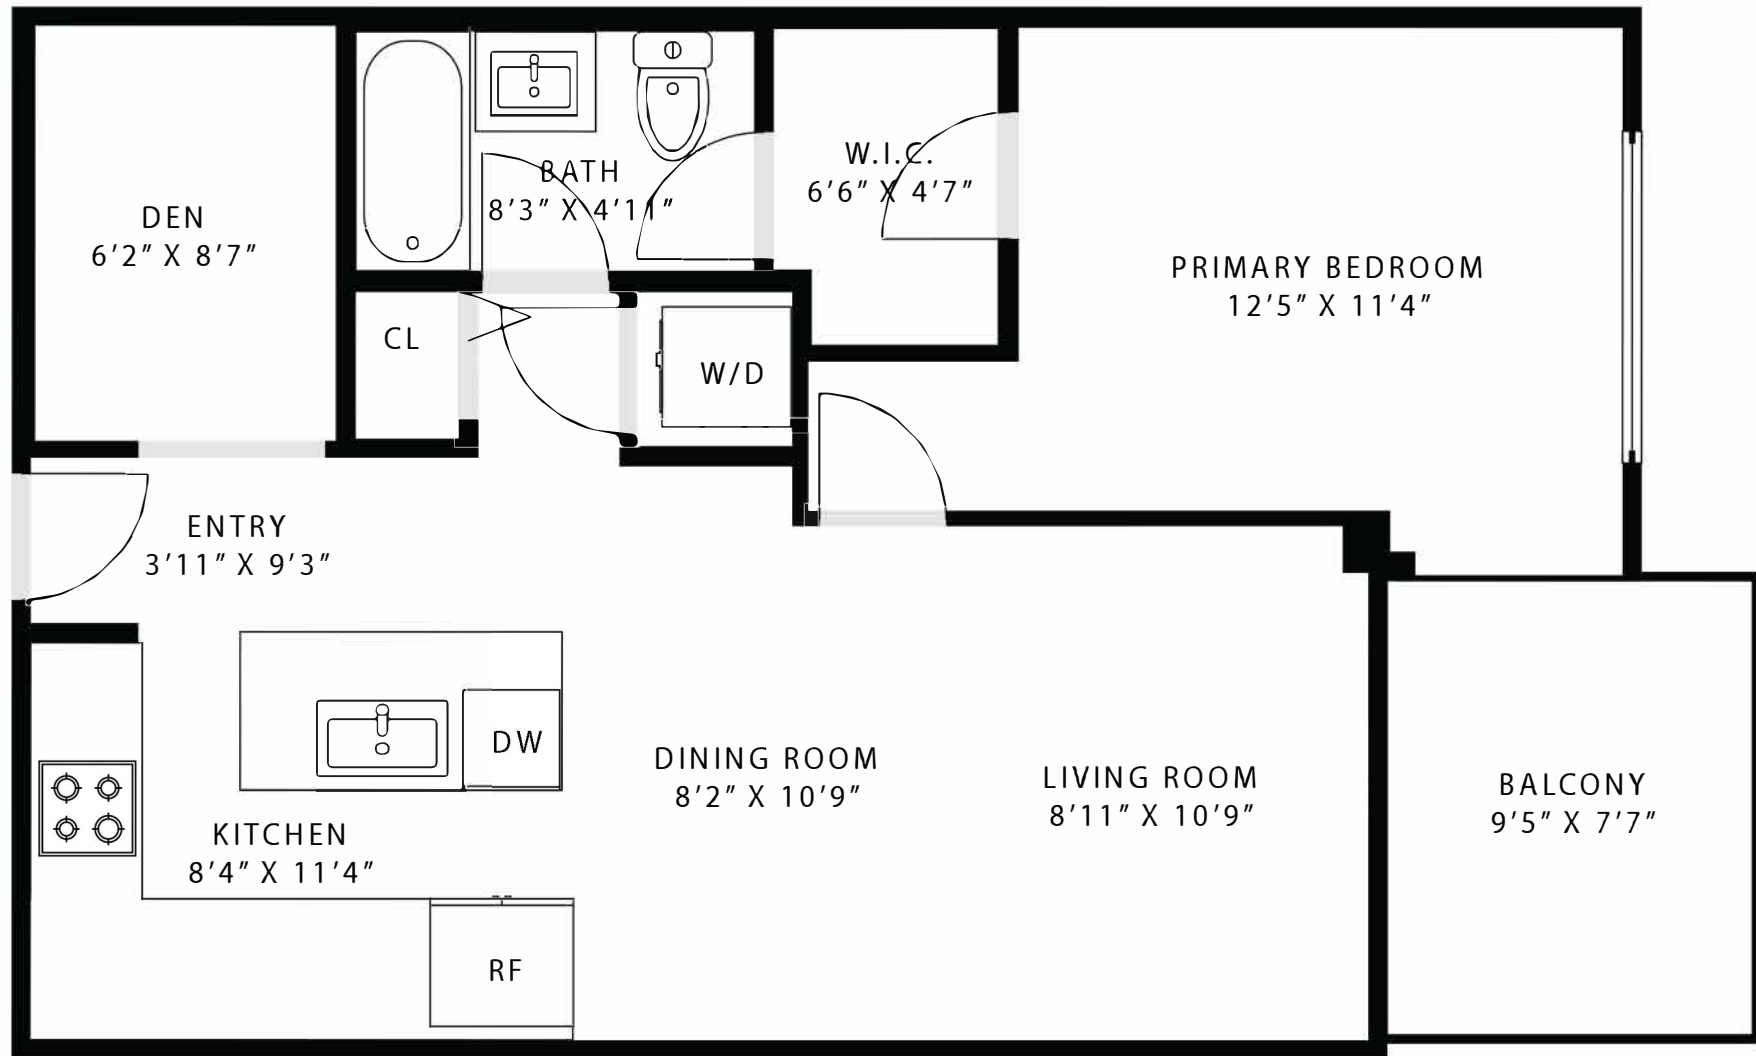 DEN
6'2" X 8'7"
BATH
8'3" X 4'11"
W.I.C.
6'6" X 4'7"
PRIMARY BEDROOM
12'5" X 11'4"
CL
W/D
ENTRY
3'11" X 9'3"
DW
KITCHEN
8'4" X 11'4"
RF
DINING ROOM
8'2" X 10'9"
LIVING ROOM
8'11" X 10'9"
BALCONY
9'5" X 7'7"